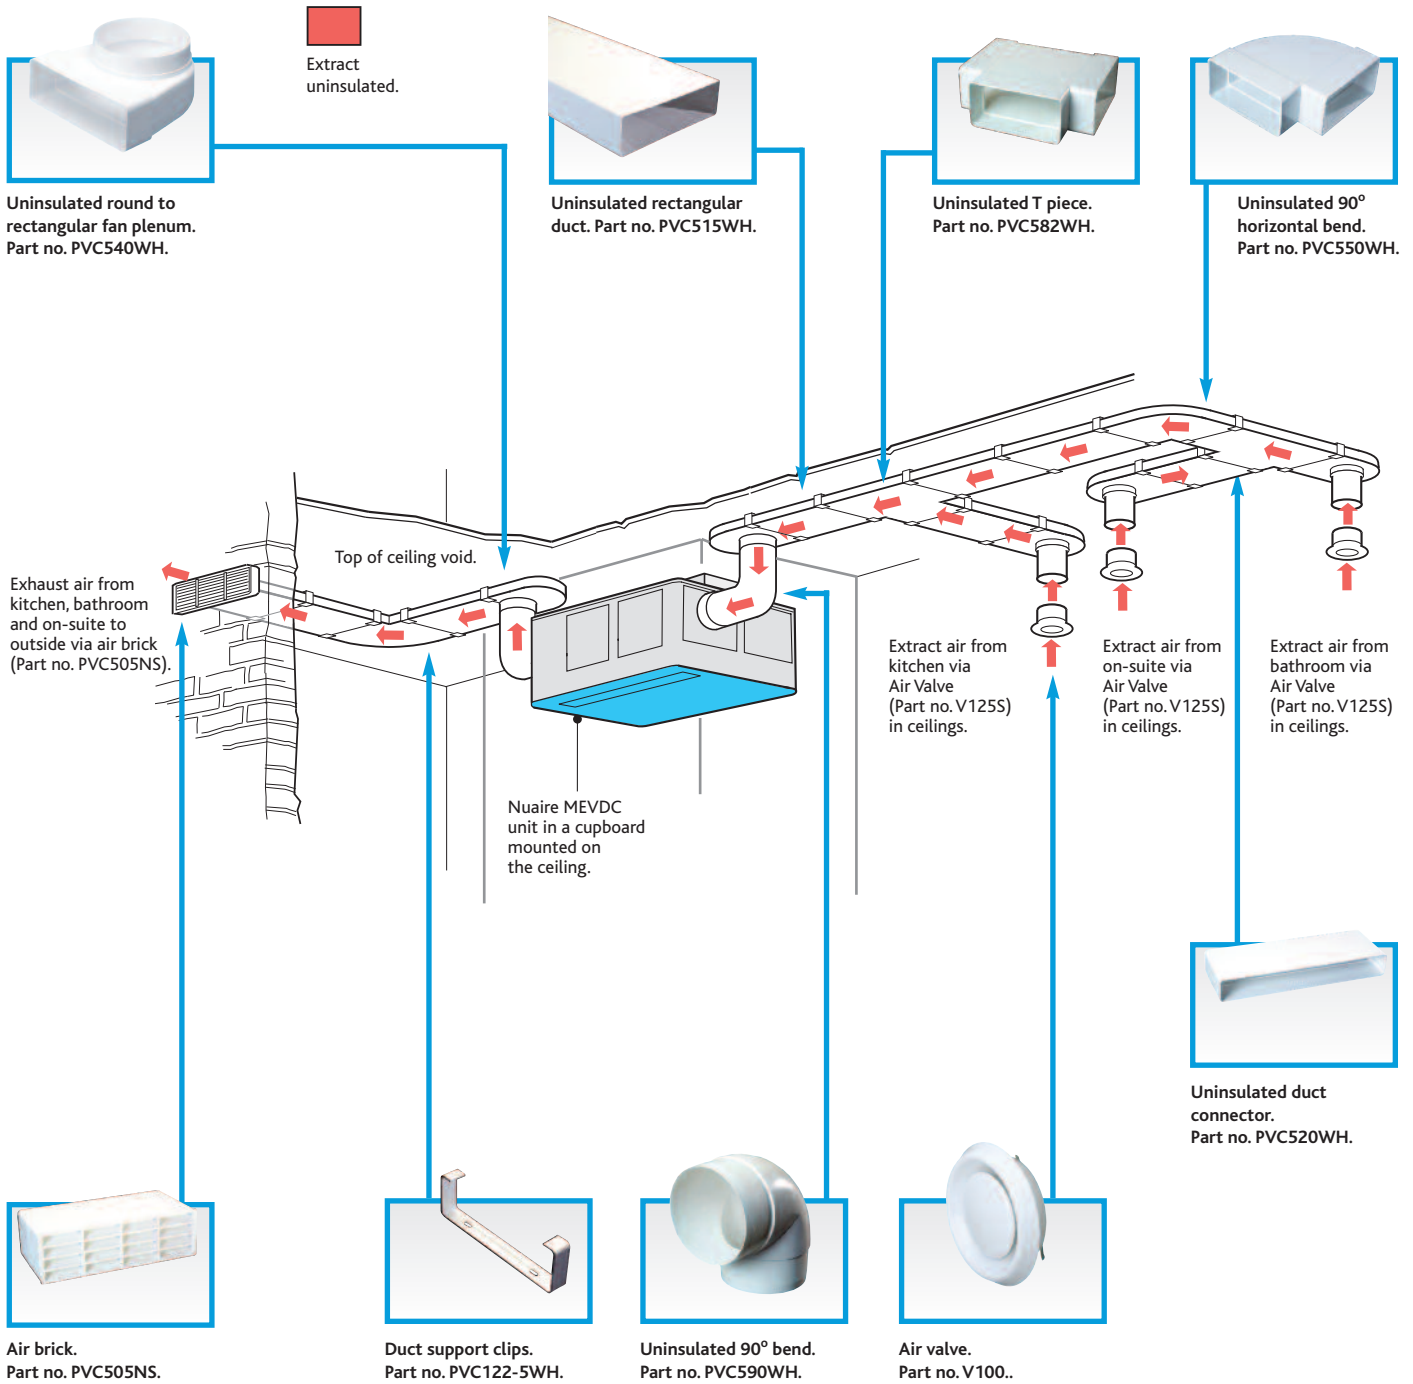 Extract
uninsulated.
Uninsulated round to
rectangular fan plenum.
Part no. PVC540WH.
Uninsulated rectangular
duct. Part no. PVC515WH.
Uninsulated T piece.
Part no. PVC582WH.
Uninsulated 90°
horizontal bend.
Part no. PVC550WH.
Top of ceiling void.
Exhaust air from
kitchen, bathroom
and on-suite to
outside via air brick
(Part no. PVC505NS).
Extract air from
kitchen via
Air Valve
(Part no. V125S)
in ceilings.
Extract air from
on-suite via
Air Valve
(Part no. V125S)
in ceilings.
Extract air from
bathroom via
Air Valve
(Part no. V125S)
in ceilings.
Nuaire MEVDC
unit in a cupboard
mounted on
the ceiling.
Uninsulated duct
connector.
Part no. PVC520WH.
Air brick.
Part no. PVC505NS.
Duct support clips.
Part no. PVC122-5WH.
Uninsulated 90° bend.
Part no. PVC590WH.
Air valve.
Part no. V100..